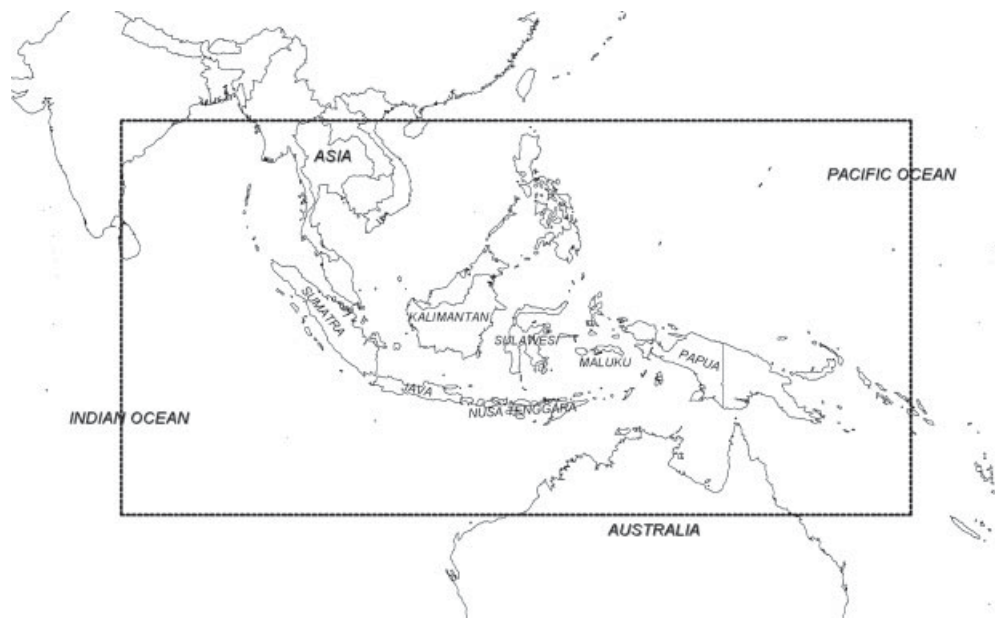 ASIA
PACIFIC OCEAN
SUMATRA
KALIMANTAN
SULAWESI
MALUKU
PAPUA
JAVA
NUSA TENGGARA
INDIAN OCEAN
AUSTRALIA